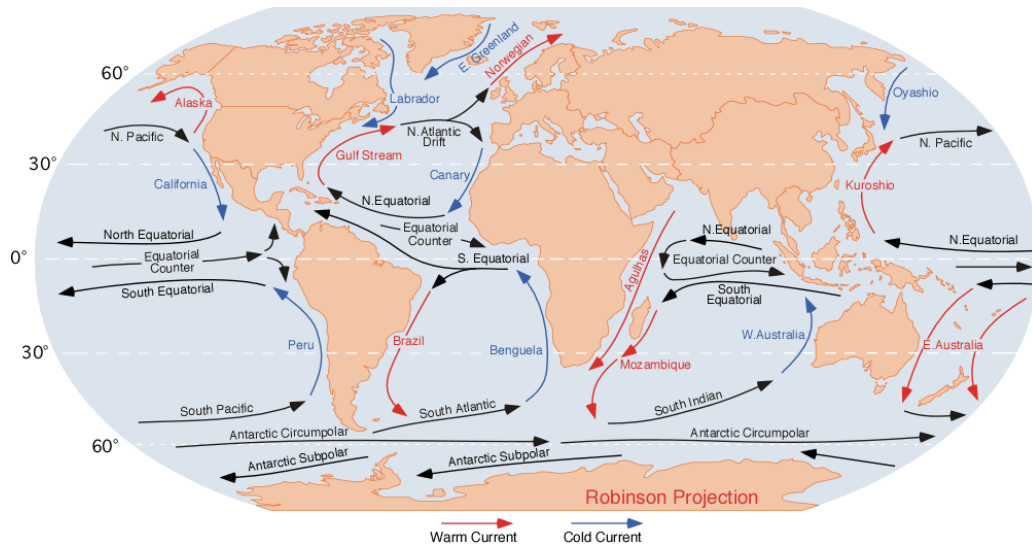 E. Greenland
Norwegian
60°
Alaska
Labrador
Oyashio
N. Pacific
N. Atlantic
Drift
N. Pacific
Gulf Stream
30°
California
Canary
Kuroshio
N.Equatorial
North Equatorial
Equatorial
Counter
N.Equatorial
N.Equatorial
Equatorial
Counter
S. Equatorial
Agulhas
Equatorial Counter
0°
South Equatorial
South
Equatorial
Peru
Brazil
Benguela
W.Australia
E.Australia
30°
Mozambique
South Pacific
South Atlantic
South Indian
Antarctic Circumpolar
Antarctic Circumpolar
60°
Antarctic Subpolar
Antarctic Subpolar
Robinson Projection
Warm Current
Cold Current